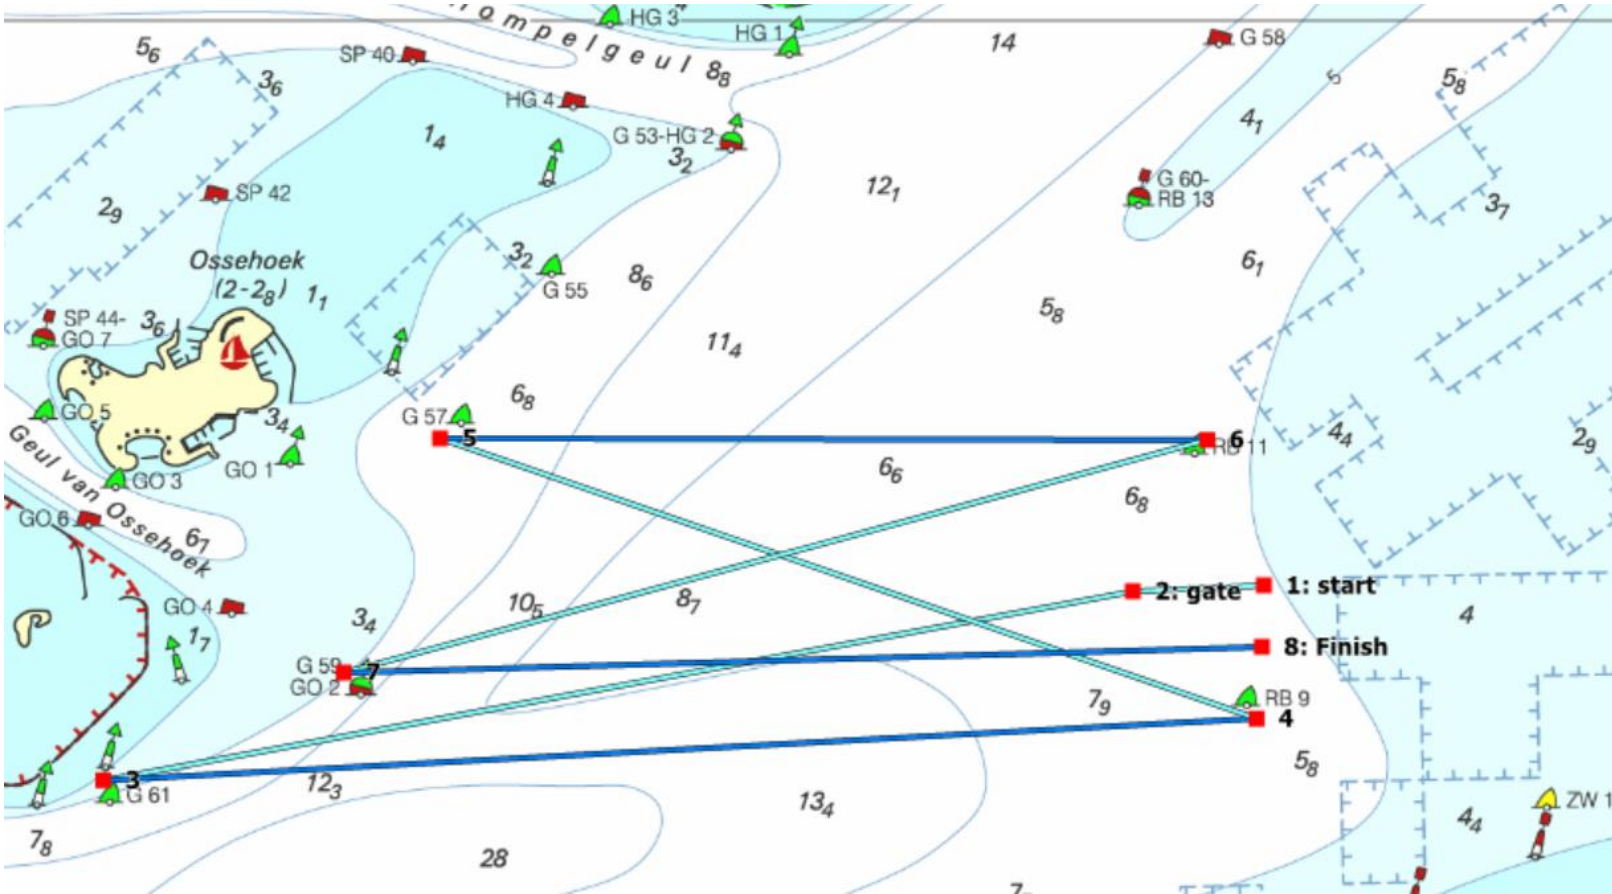 HG 3
HG 1
G 58
5₆
SP 40
rompelgeul 8₈
14
5
5₈
3₆
HG 4
4₁
1₄
G 53-HG 2
3₂
12₁
G 60-
RB 13
SP 42
2₉
3₇
Ossehoek
(2-2₈)
1₁
3₂
8₆
6₁
G 55
SP 44-
GO 7
3₆
5₈
11₄
6₈
GO 5
G 57
5
6
RB 11
3₄
4₄
2₉
GO 1
GO 3
6₆
6₈
Geul van Ossehoek
GO 6
6₁
2: gate
1: start
GO 4
10₅
8₇
4
3₄
1₇
8: Finish
G 59
7
GO 2
7₉
RB 9
4
5₈
3
12₃
G 61
13₄
ZW 1
4₄
7₈
28